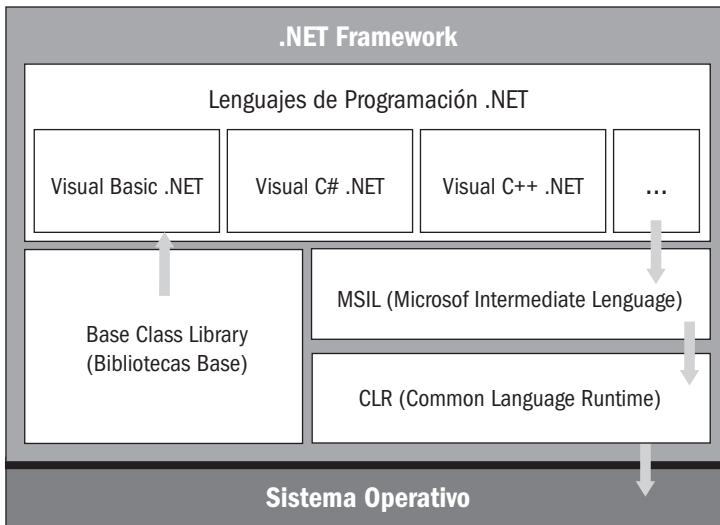 .NET Framework
Lenguajes de Programación .NET
Visual Basic .NET
Visual C# .NET
Visual C++ .NET
...
Base Class Library
(Bibliotecas Base)
MSIL (Microsof Intermediate Lenguage)
CLR (Common Language Runtime)
Sistema Operativo